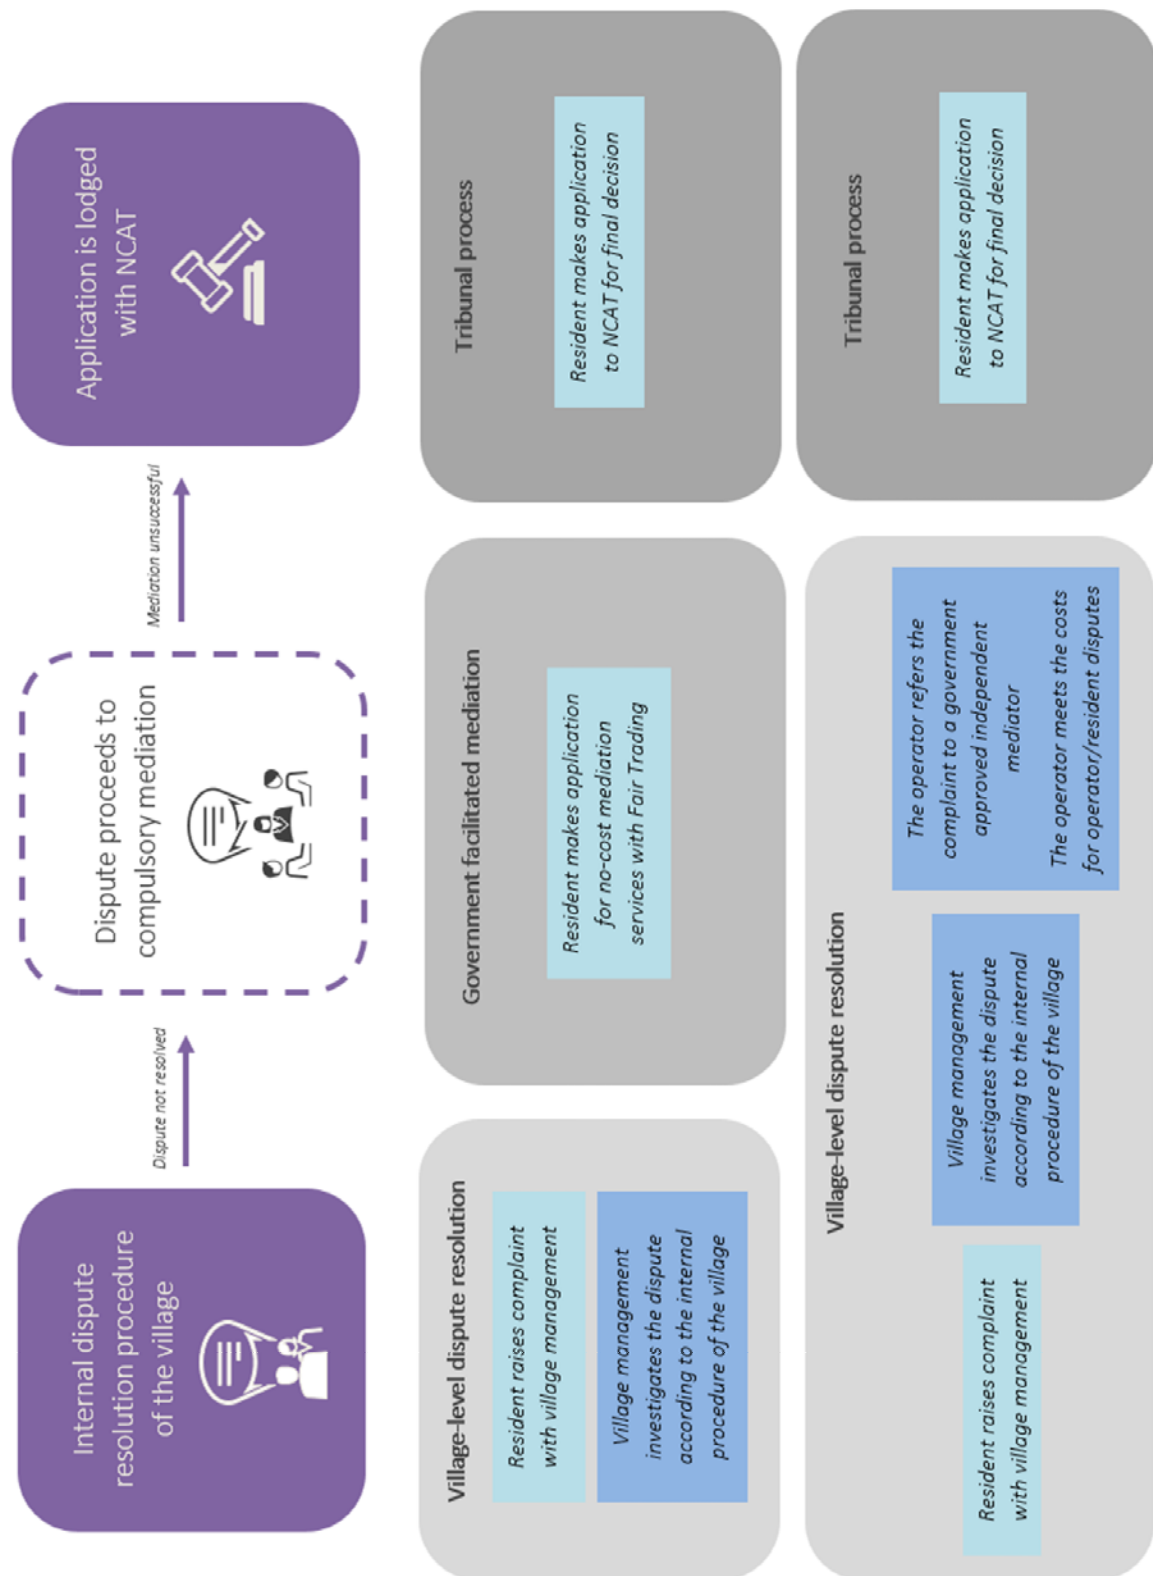 Internal dispute
resolution procedure
of the village
Dispute not resolved
Dispute proceeds to
compulsory mediation
Mediation unsuccessful
Application is lodged
with NCAT
Village-level dispute resolution
Resident raises complaint
with village management
Village management
investigates the dispute
according to the internal
procedure of the village
Government facilitated mediation
Resident makes application
for no-cost mediation
services with Fair Trading
Tribunal process
Resident makes application
to NCAT for final decision
Village-level dispute resolution
Resident raises complaint
with village management
Village management
investigates the dispute
according to the internal
procedure of the village
The operator refers the
complaint to a government
approved independent
mediator
The operator meets the costs
for operator/resident disputes
Tribunal process
Resident makes application
to NCAT for final decision